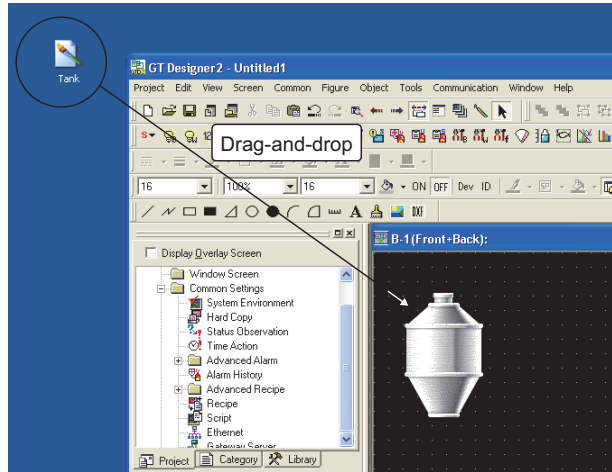 Tank
GT Designer2 - Untitled1
Project Edit View Screen Common Figure Object Tools Communication Window Help
Drag-and-drop
16 100% 16 ON OFF Dev ID
A DXF
B-1(Front+Back):
Display Overlay Screen
Window Screen
Common Settings
System Environment
Hard Copy
Status Observation
Time Action
Advanced Alarm
Alarm History
Advanced Recipe
Recipe
Script
Ethernet
Gateway Server
Project Category Library